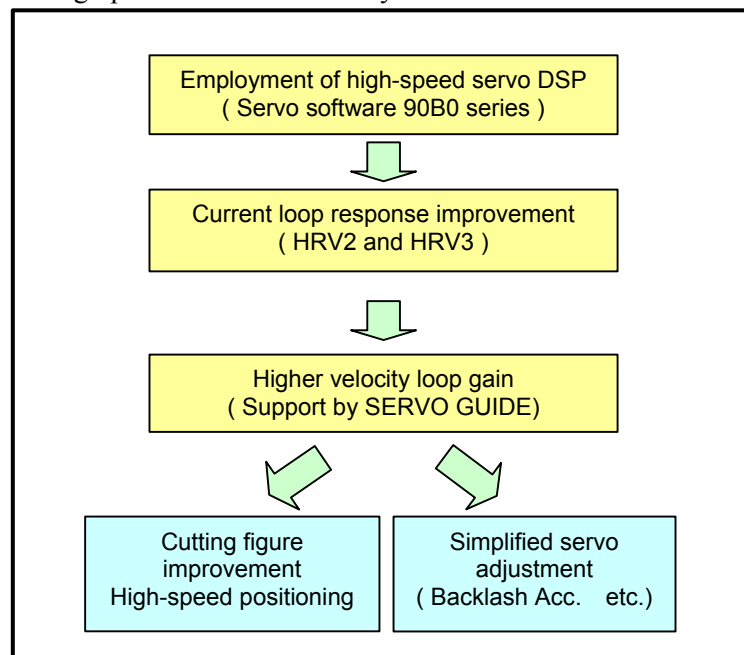 Employment of high-speed servo DSP
( Servo software 90B0 series )
Current loop response improvement
( HRV2 and HRV3 )
Higher velocity loop gain
( Support by SERVO GUIDE)
Cutting figure
improvement
High-speed positioning
Simplified servo
adjustment
( Backlash Acc. etc.)